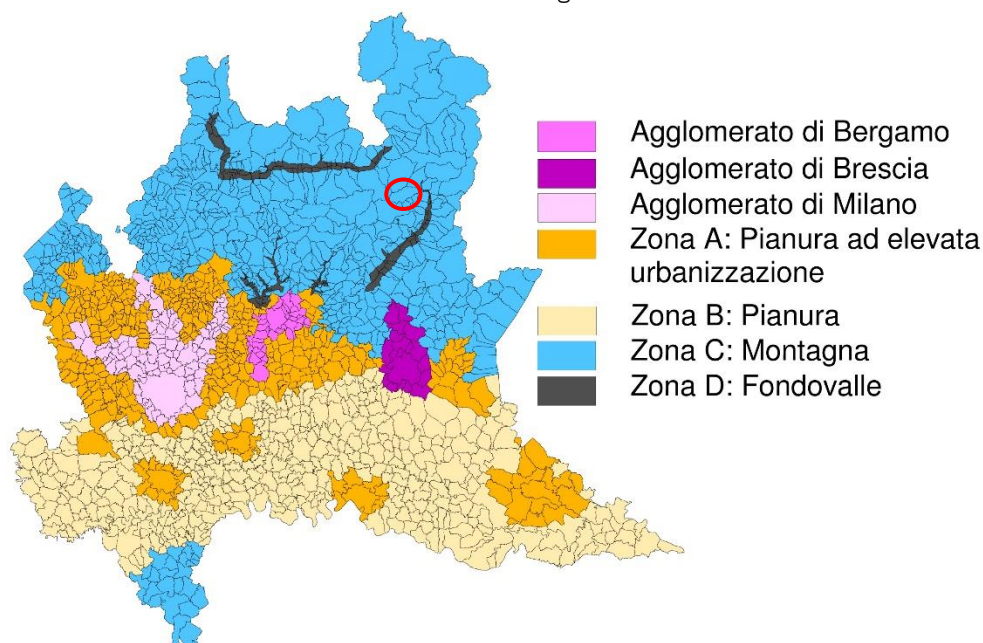 Agglomerato di Bergamo
Agglomerato di Brescia
Agglomerato di Milano
Zona A: Pianura ad elevata
urbanizzazione
Zona B: Pianura
Zona C: Montagna
Zona D: Fondovalle